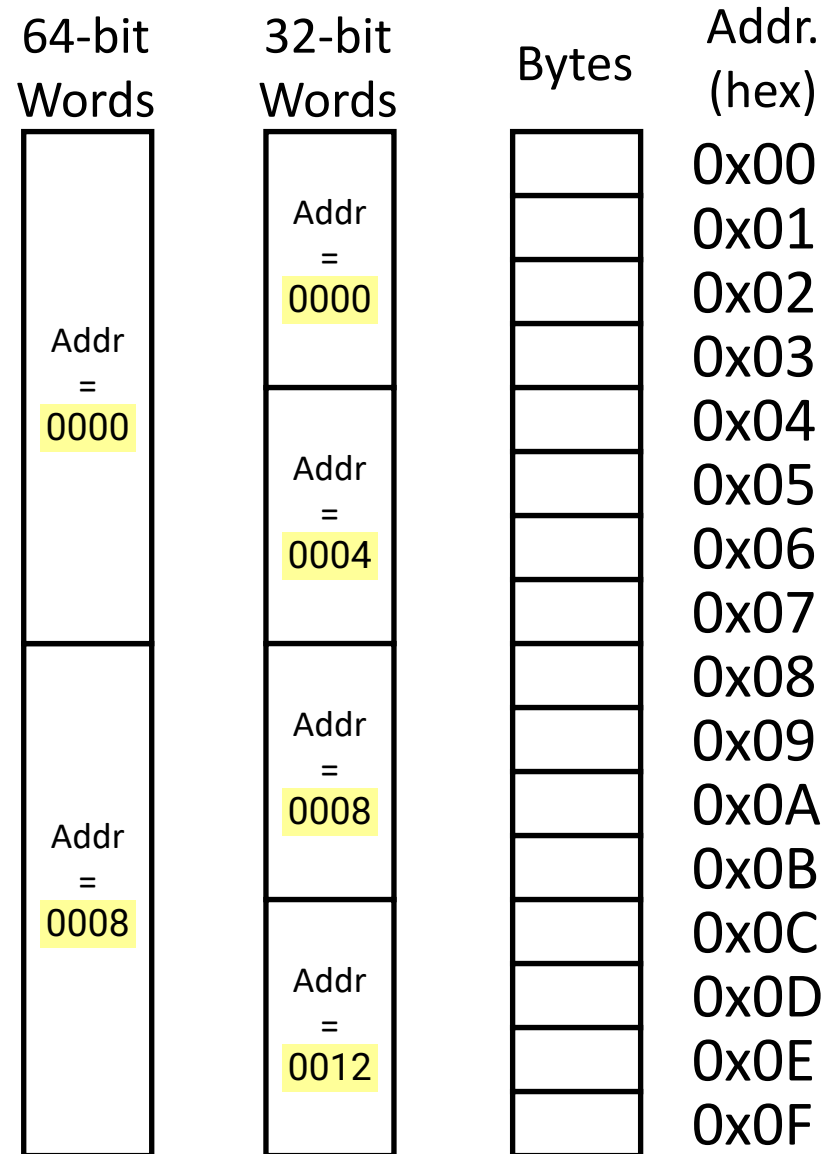 64-bit
Words
Addr
=
0000
Addr
=
0008
32-bit
Words
Addr
=
0000
Addr
=
0004
Addr
=
0008
Addr
=
0012
Bytes
Addr.
(hex)
0x00
0x01
0x02
0x03
0x04
0x05
0x06
0x07
0x08
0x09
0x0A
0x0B
0x0C
0x0D
0x0E
0x0F